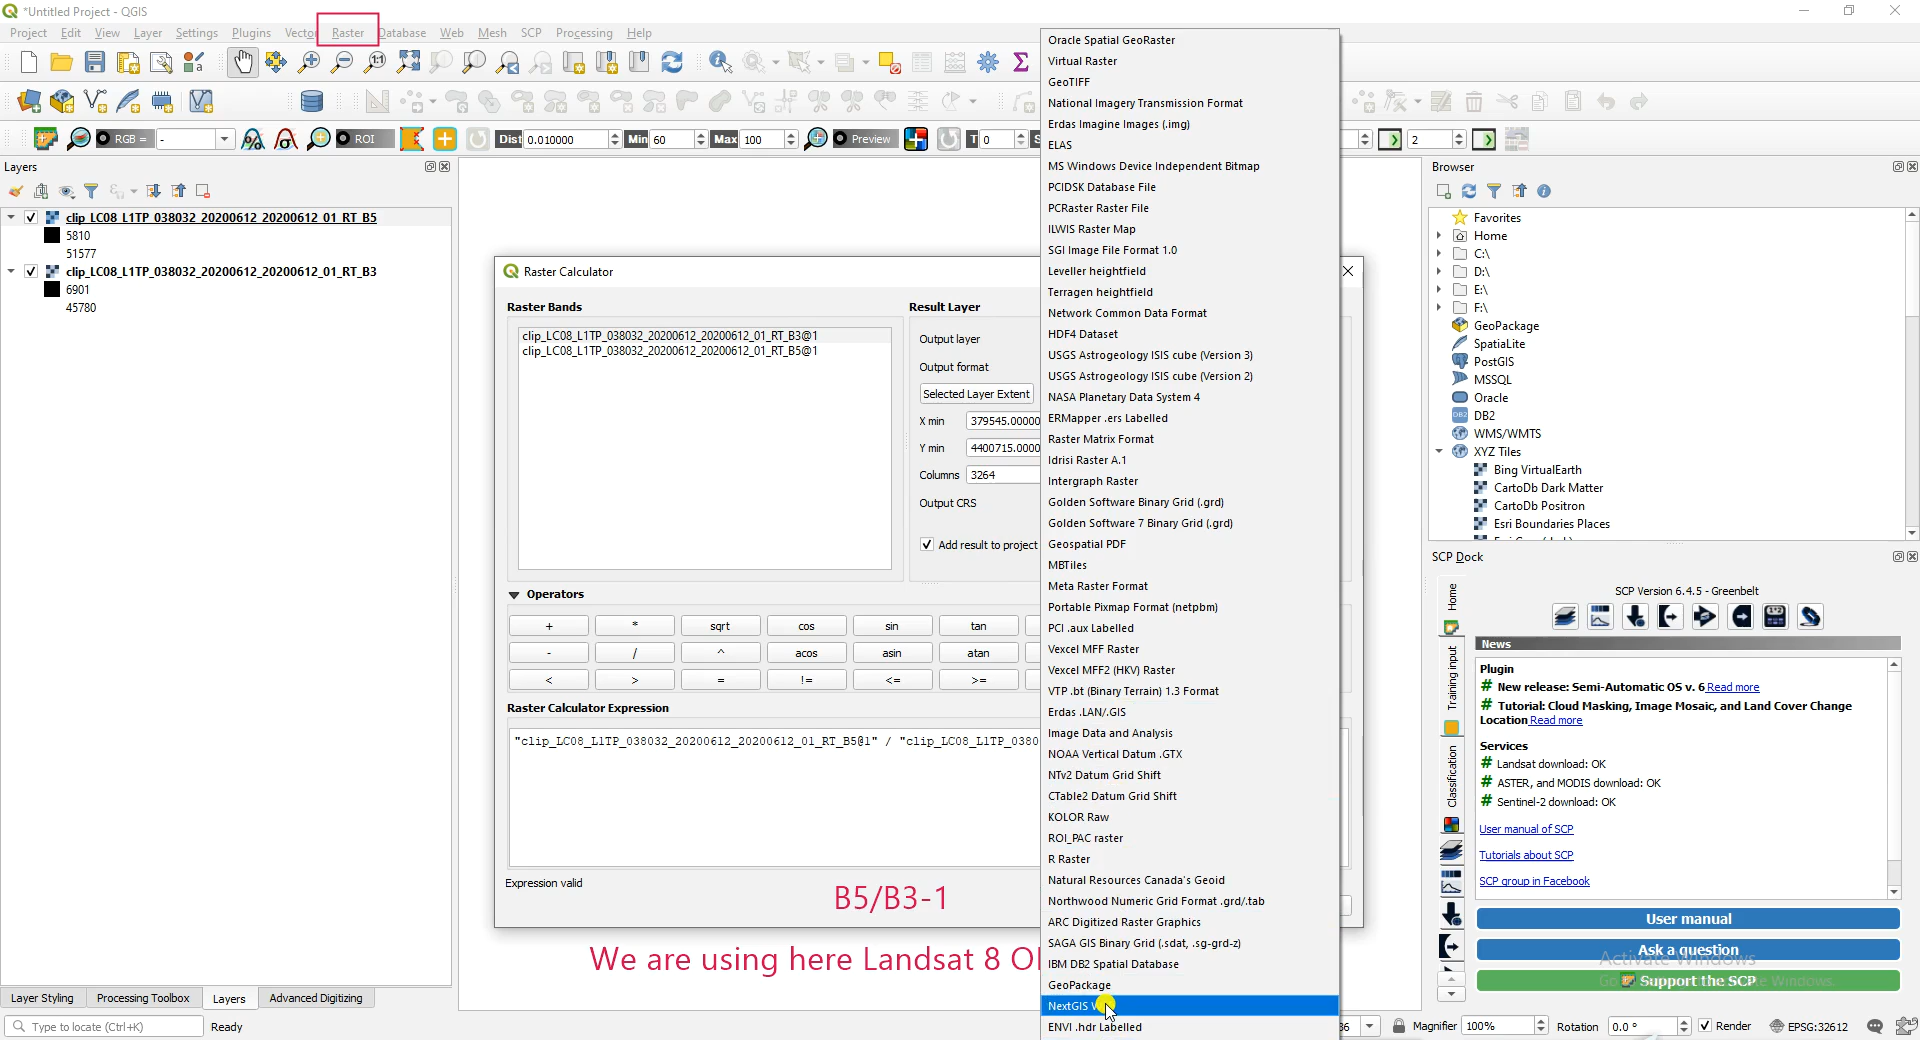 *Untitled Project - QGIS
Project Edit View Layer Settings Plugins Vector Raster Database Web Mesh SCP Processing Help
RGB = - ROI Dist 0.010000 Min 60 Max 100 Preview T 0 S 2
Layers
clip_LC08_L1TP_038032_20200612_20200612_01_RT_B5
5810
51577
clip_LC08_L1TP_038032_20200612_20200612_01_RT_B3
6901
45780
Layer Styling Processing Toolbox Layers Advanced Digitizing
Type to locate (Ctrl+K) Ready
Raster Calculator
Raster Bands
clip_LC08_L1TP_038032_20200612_20200612_01_RT_B3@1
clip_LC08_L1TP_038032_20200612_20200612_01_RT_B5@1
Result Layer
Output layer
Output format
Selected Layer Extent
X min 379545.0000
Y min 4400715.0000
Columns 3264
Output CRS
Add result to project
Operators
+ * sqrt cos sin tan
- / ^ acos asin atan
< > = != <= >=
Raster Calculator Expression
"clip_LC08_L1TP_038032_20200612_20200612_01_RT_B5@1" / "clip_LC08_L1TP_0380
Expression valid
B5/B3-1
We are using here Landsat 8 Ol
Oracle Spatial GeoRaster
Virtual Raster
GeoTIFF
National Imagery Transmission Format
Erdas Imagine Images (.img)
ELAS
MS Windows Device Independent Bitmap
PCIDSK Database File
PCRaster Raster File
ILWIS Raster Map
SGI Image File Format 1.0
Leveller heightfield
Terragen heightfield
Network Common Data Format
HDF4 Dataset
USGS Astrogeology ISIS cube (Version 3)
USGS Astrogeology ISIS cube (Version 2)
NASA Planetary Data System 4
ERMapper .ers Labelled
Raster Matrix Format
Idrisi Raster A.1
Intergraph Raster
Golden Software Binary Grid (.grd)
Golden Software 7 Binary Grid (.grd)
Geospatial PDF
MBTiles
Meta Raster Format
Portable Pixmap Format (netpbm)
PCI .aux Labelled
Vexcel MFF Raster
Vexcel MFF2 (HKV) Raster
VTP .bt (Binary Terrain) 1.3 Format
Erdas .LAN/.GIS
Image Data and Analysis
NOAA Vertical Datum .GTX
NTv2 Datum Grid Shift
CTable2 Datum Grid Shift
KOLOR Raw
ROI_PAC raster
R Raster
Natural Resources Canada's Geoid
Northwood Numeric Grid Format .grd/.tab
ARC Digitized Raster Graphics
SAGA GIS Binary Grid (.sdat, .sg-grd-z)
IBM DB2 Spatial Database
GeoPackage
NextGIS
ENVI .hdr Labelled
Browser
Favorites
Home
C:\
D:\
E:\
F:\
GeoPackage
SpatiaLite
PostGIS
MSSQL
Oracle
DB2
WMS/WMTS
XYZ Tiles
Bing VirtualEarth
CartoDb Dark Matter
CartoDb Positron
Esri Boundaries Places
SCP Dock
Home
Training input
Classification
SCP Version 6.4.5 - Greenbelt
News
Plugin
# New release: Semi-Automatic OS v. 6 Read more
# Tutorial: Cloud Masking, Image Mosaic, and Land Cover Change
Location Read more
Services
# Landsat download: OK
# ASTER, and MODIS download: OK
# Sentinel-2 download: OK
User manual of SCP
Tutorials about SCP
SCP group in Facebook
User manual
Ask a question
Activate Windows
Support the SCP
36 Magnifier 100% Rotation 0.0 ° Render EPSG:32612